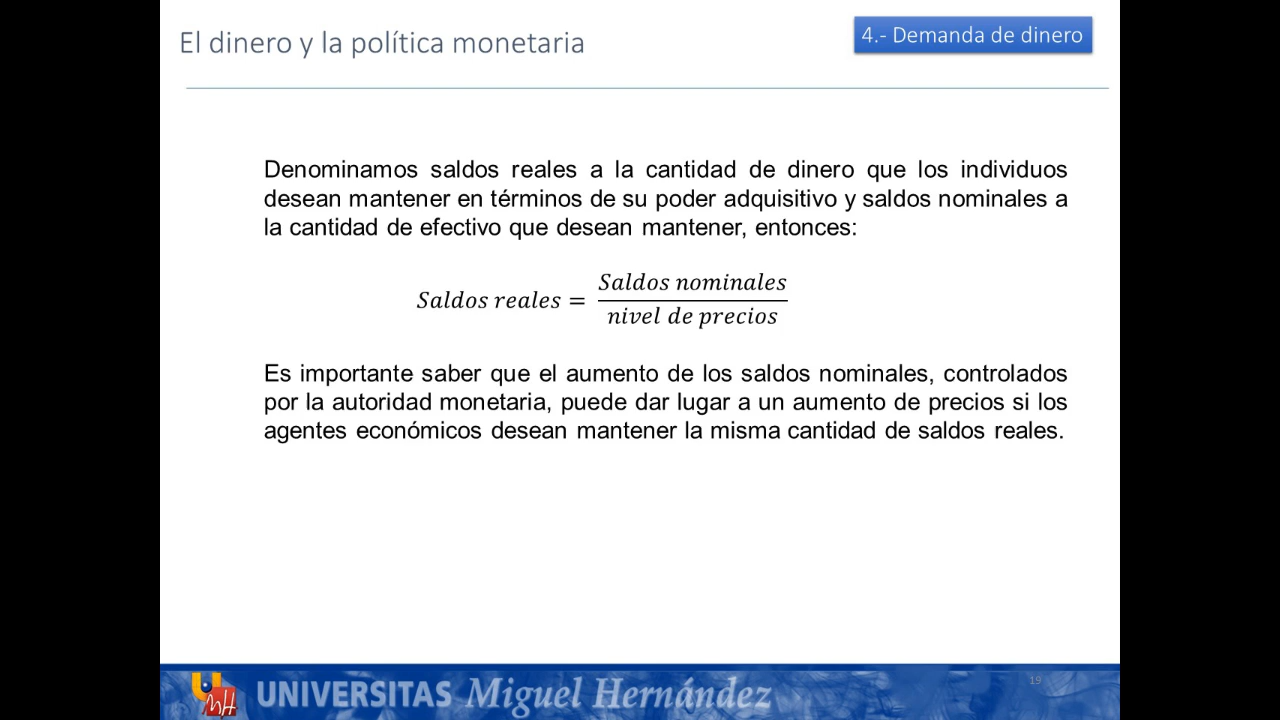 El dinero y la política monetaria
4.- Demanda de dinero
Denominamos saldos reales a la cantidad de dinero que los individuos
desean mantener en términos de su poder adquisitivo y saldos nominales a
la cantidad de efectivo que desean mantener, entonces:
Saldos reales = Saldos nominales / nivel de precios
Es importante saber que el aumento de los saldos nominales, controlados
por la autoridad monetaria, puede dar lugar a un aumento de precios si los
agentes económicos desean mantener la misma cantidad de saldos reales.
19
UMH UNIVERSITAS Miguel Hernández